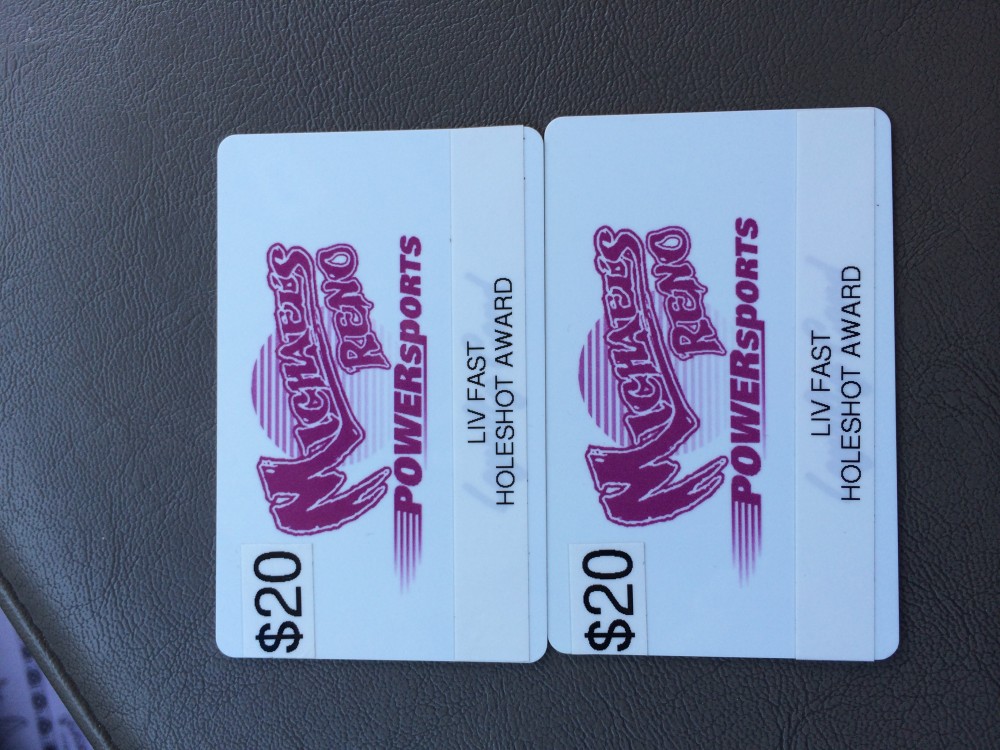 $20
MICHAEL'S
RENO
POWERsPORTS
LIV FAST
HOLESHOT AWARD
$20
MICHAEL'S
RENO
POWERsPORTS
LIV FAST
HOLESHOT AWARD